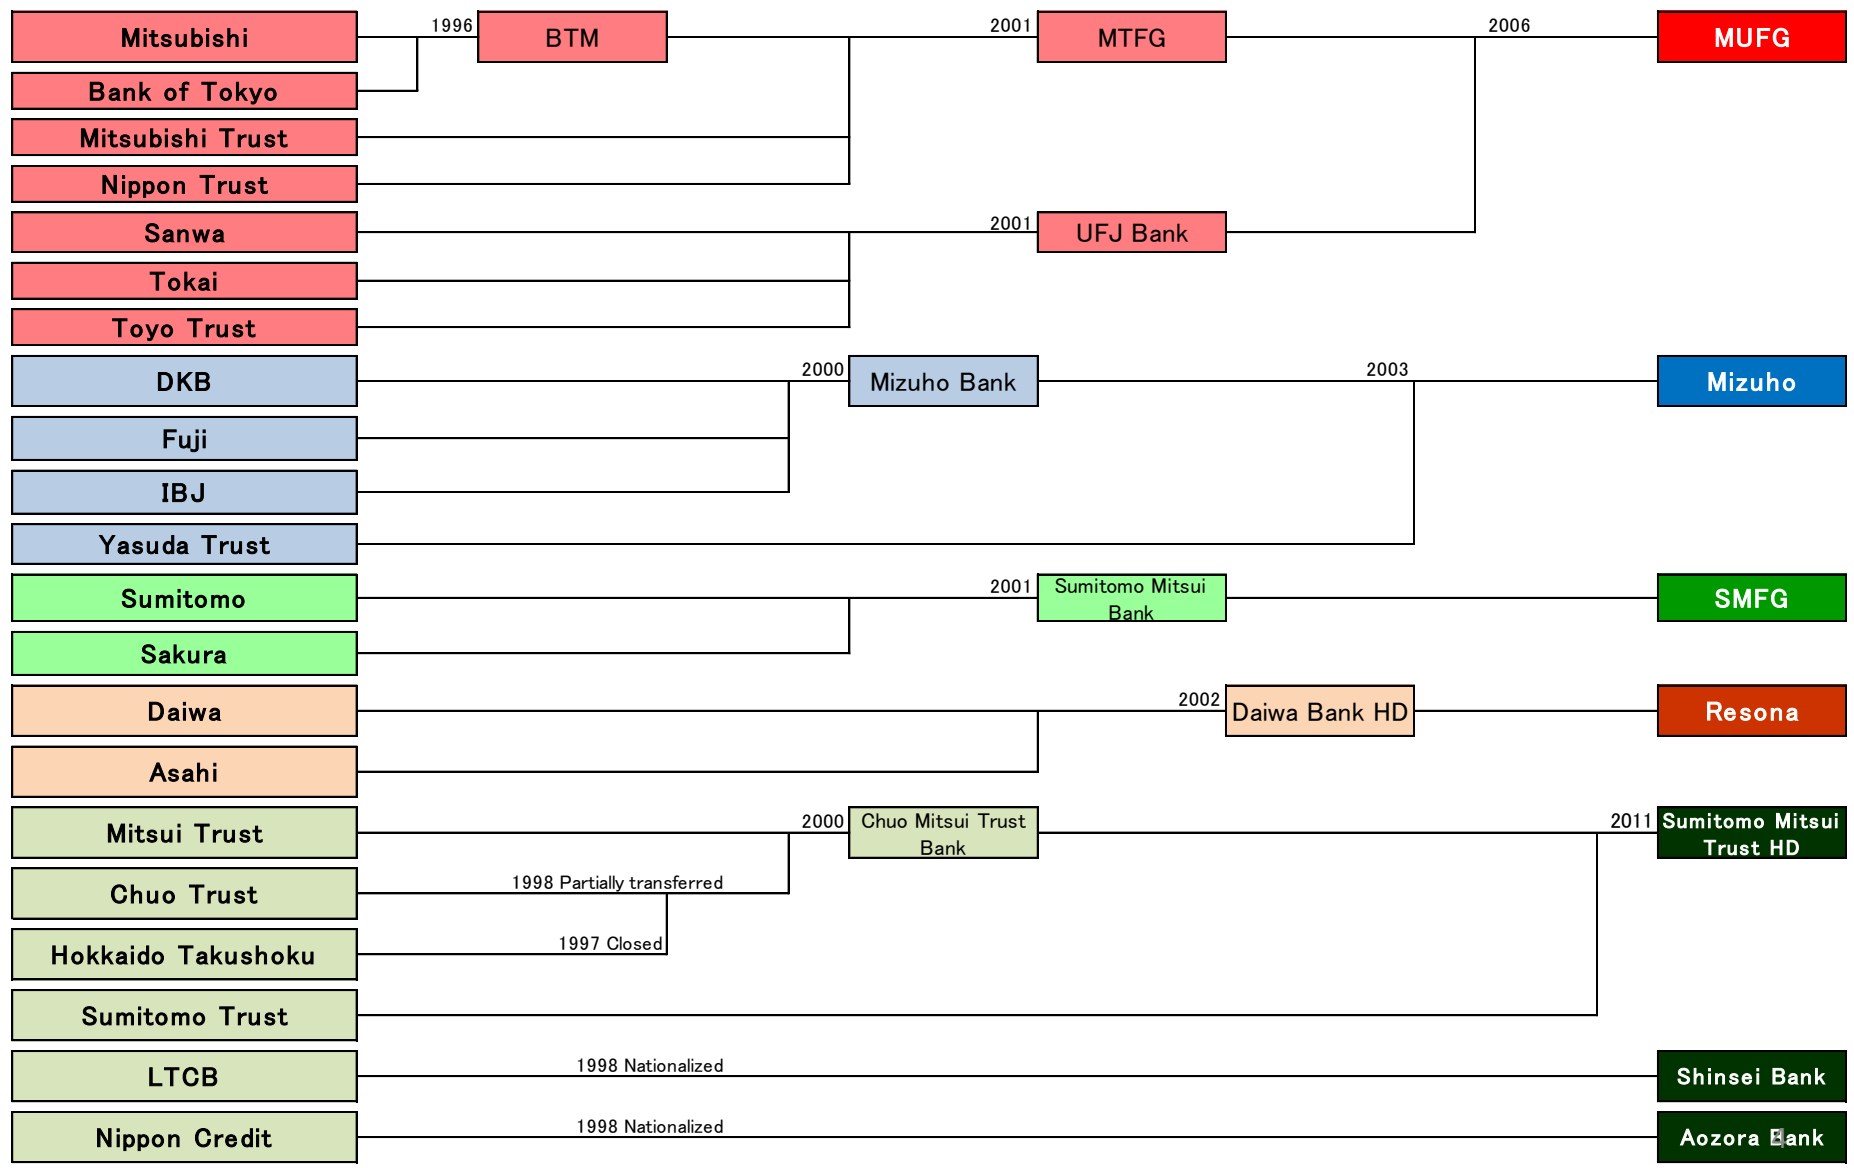 Mitsubishi
1996
BTM
2001
MTFG
2006
MUFG
Bank of Tokyo
Mitsubishi Trust
Nippon Trust
Sanwa
2001
UFJ Bank
Tokai
Toyo Trust
DKB
2000
Mizuho Bank
2003
Mizuho
Fuji
IBJ
Yasuda Trust
Sumitomo
2001
Sumitomo Mitsui
Bank
SMFG
Sakura
Daiwa
2002
Daiwa Bank HD
Resona
Asahi
Mitsui Trust
2000
Chuo Mitsui Trust
Bank
2011
Sumitomo Mitsui
Trust HD
Chuo Trust
1998 Partially transferred
Hokkaido Takushoku
1997 Closed
Sumitomo Trust
LTCB
1998 Nationalized
Shinsei Bank
Nippon Credit
1998 Nationalized
Aozora Bank
4